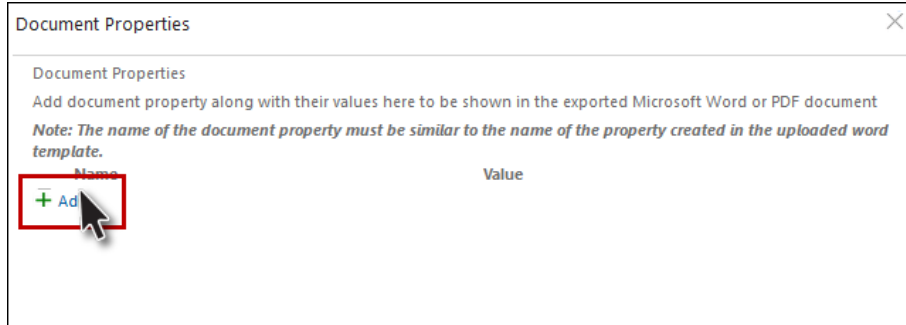 Document Properties
Document Properties
Add document property along with their values here to be shown in the exported Microsoft Word or PDF document
Note: The name of the document property must be similar to the name of the property created in the uploaded word
template.
Name Value
Ad